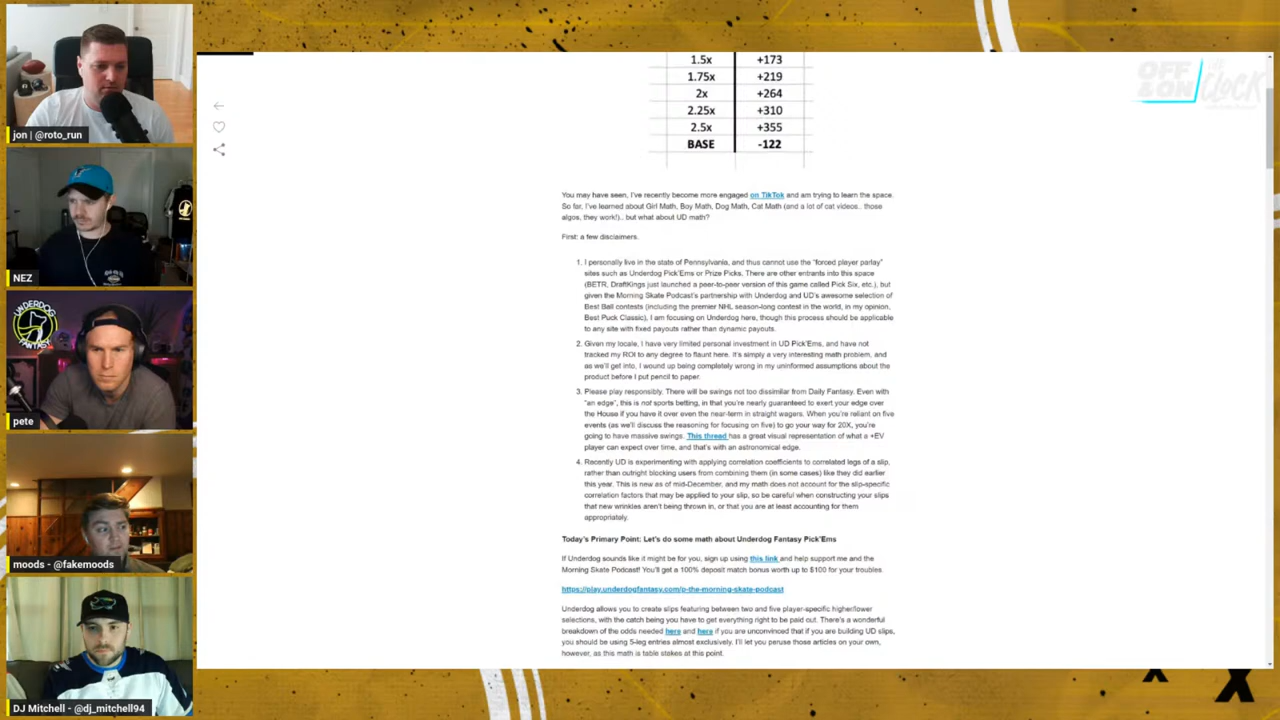 jon | @roto_run
NEZ
UNDERDOG
FANTASY
pete
moods - @fakemoods
DJ Mitchell - @dj_mitchell94
OFF
& ON
the
CLOCK
1.5x +173
1.75x +219
2x +264
2.25x +310
2.5x +355
BASE -122
You may have seen, I've recently become more engaged on TikTok and am trying to learn the space.
So far, I've learned about Girl Math, Boy Math, Dog Math, Cat Math (and a lot of cat videos.. those
algos, they work!).. but what about UD math?
First: a few disclaimers.
1. I personally live in the state of Pennsylvania, and thus cannot use the "forced player parlay"
sites such as Underdog Pick'Ems or Prize Picks. There are other entrants into this space
(BETR, DraftKings just launched a peer-to-peer version of this game called Pick Six, etc.), but
given the Morning Skate Podcast's partnership with Underdog and UD's awesome selection of
Best Ball contests (including the premier NHL season-long contest in the world, in my opinion,
Best Puck Classic), I am focusing on Underdog here, though this process should be applicable
to any site with fixed payouts rather than dynamic payouts.
2. Given my locale, I have very limited personal investment in UD Pick'Ems, and have not
tracked my ROI to any degree to flaunt here. It's simply a very interesting math problem, and
as we'll get into, I wound up being completely wrong in my uninformed assumptions about the
product before I put pencil to paper.
3. Please play responsibly. There will be swings not too dissimilar from Daily Fantasy. Even with
"an edge", this is not sports betting, in that you're nearly guaranteed to exert your edge over
the House if you have it over even the near-term in straight wagers. When you're reliant on five
events (as we'll discuss the reasoning for focusing on five) to go your way for 20X, you're
going to have massive swings. This thread has a great visual representation of what a +EV
player can expect over time, and that's with an astronomical edge.
4. Recently UD is experimenting with applying correlation coefficients to correlated legs of a slip,
rather than outright blocking users from combining them (in some cases) like they did earlier
this year. This is new as of mid-December, and my math does not account for the slip-specific
correlation factors that may be applied to your slip, so be careful when constructing your slips
that new wrinkles aren't being thrown in, or that you are at least accounting for them
appropriately.
Today's Primary Point: Let's do some math about Underdog Fantasy Pick'Ems
If Underdog sounds like it might be for you, sign up using this link and help support me and the
Morning Skate Podcast! You'll get a 100% deposit match bonus worth up to $100 for your troubles.
https://play.underdogfantasy.com/p-the-morning-skate-podcast
Underdog allows you to create slips featuring between two and five player-specific higher/lower
selections, with the catch being you have to get everything right to be paid out. There's a wonderful
breakdown of the odds needed here and here if you are unconvinced that if you are building UD slips,
you should be using 5-leg entries almost exclusively. I'll let you peruse those articles on your own,
however, as this math is table stakes at this point.